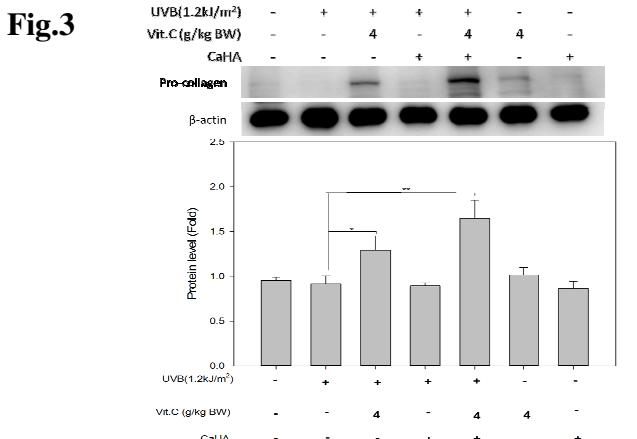 Fig.3
UVB(1.2kJ/m²) - + + + + - -
Vit.C (g/kg BW) - - 4 - 4 4 -
CaHA - - - + + - +
Pro-collagen
β-actin
2.5
2.0
**
*
1.5
1.0
0.5
0.0
Protein level (Fold)
UVB(1.2kJ/m²) - + + + + - -
Vit.C (g/kg BW) - - 4 - 4 4 -
CaHA - - - + + - +